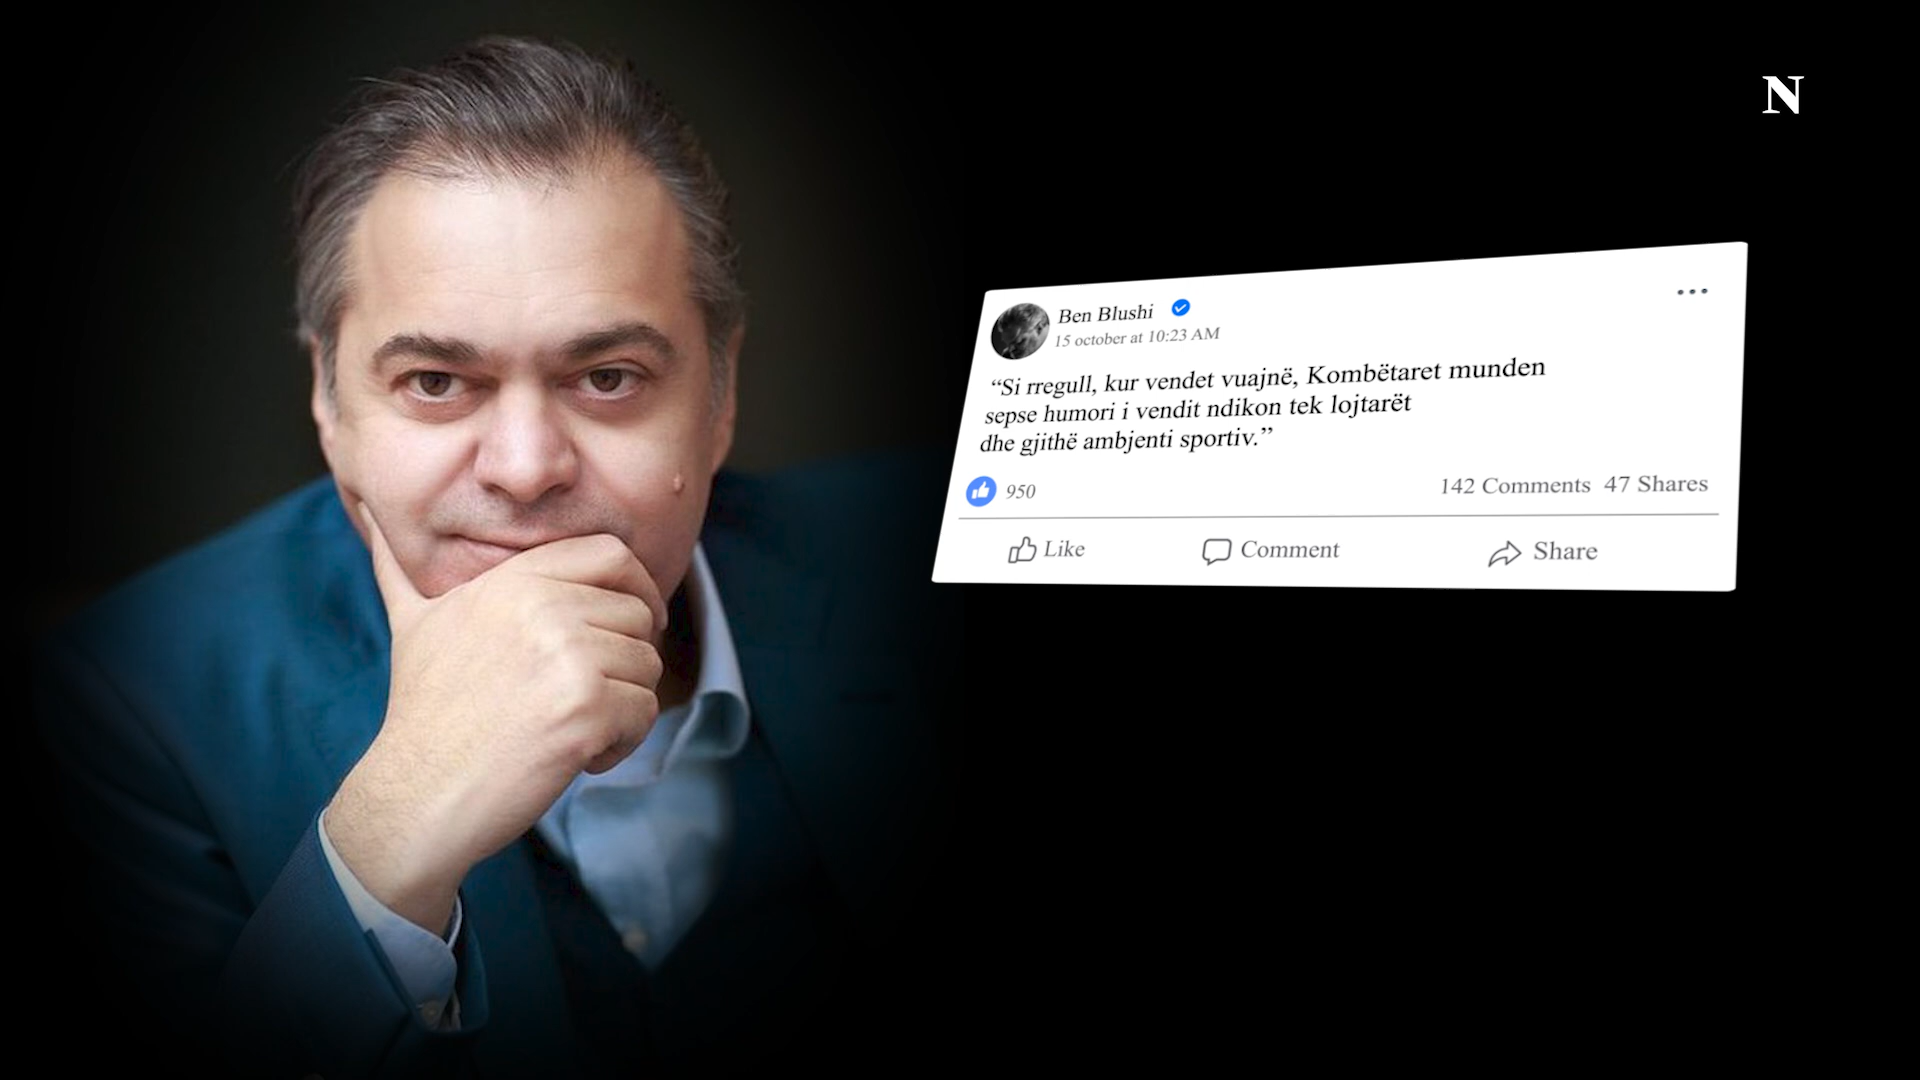 N
Ben Blushi
15 october at 10:23 AM
“Si rregull, kur vendet vuajnë, Kombëtaret munden
sepse humori i vendit ndikon tek lojtarët
dhe gjithë ambjenti sportiv.”
950 142 Comments 47 Shares
Like Comment Share